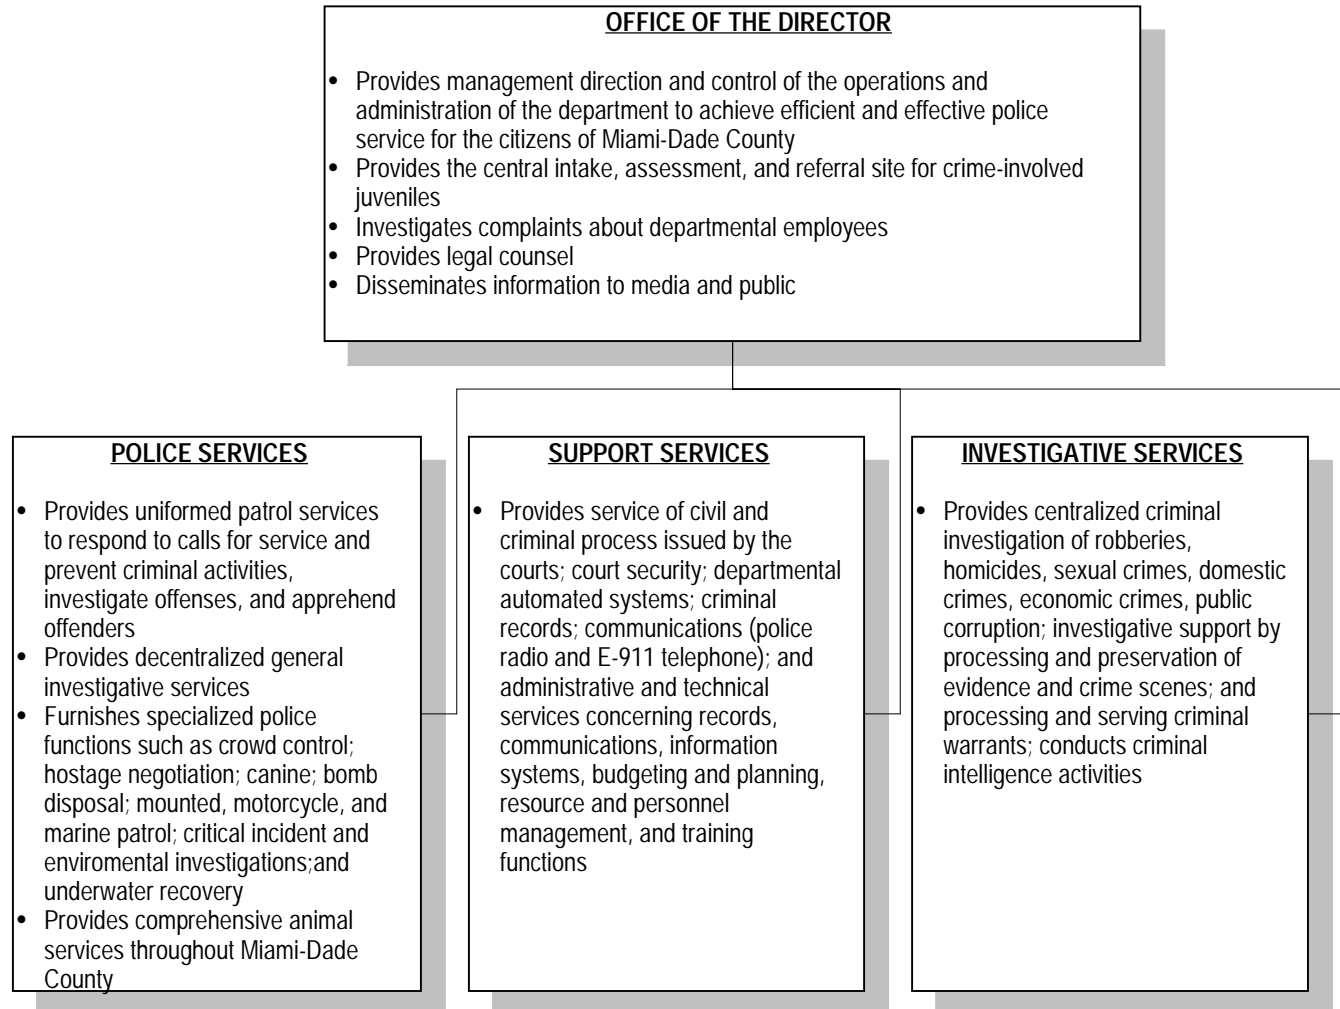 OFFICE OF THE DIRECTOR
• Provides management direction and control of the operations and
administration of the department to achieve efficient and effective police
service for the citizens of Miami-Dade County
• Provides the central intake, assessment, and referral site for crime-involved
juveniles
• Investigates complaints about departmental employees
• Provides legal counsel
• Disseminates information to media and public
POLICE SERVICES
• Provides uniformed patrol services
to respond to calls for service and
prevent criminal activities,
investigate offenses, and apprehend
offenders
• Provides decentralized general
investigative services
• Furnishes specialized police
functions such as crowd control;
hostage negotiation; canine; bomb
disposal; mounted, motorcycle, and
marine patrol; critical incident and
enviromental investigations;and
underwater recovery
• Provides comprehensive animal
services throughout Miami-Dade
County
SUPPORT SERVICES
• Provides service of civil and
criminal process issued by the
courts; court security; departmental
automated systems; criminal
records; communications (police
radio and E-911 telephone); and
administrative and technical
services concerning records,
communications, information
systems, budgeting and planning,
resource and personnel
management, and training
functions
INVESTIGATIVE SERVICES
• Provides centralized criminal
investigation of robberies,
homicides, sexual crimes, domestic
crimes, economic crimes, public
corruption; investigative support by
processing and preservation of
evidence and crime scenes; and
processing and serving criminal
warrants; conducts criminal
intelligence activities